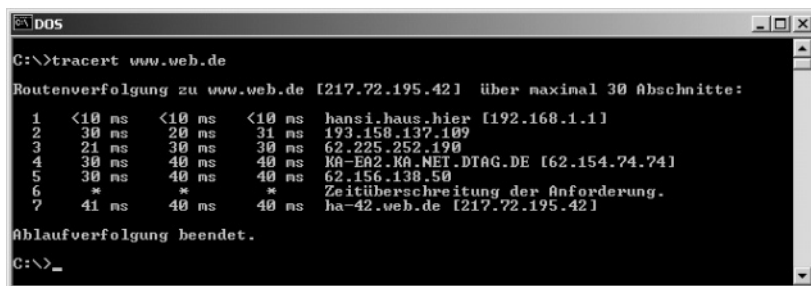 DOS
C:\>tracert www.web.de
Routenverfolgung zu www.web.de [217.72.195.42] über maximal 30 Abschnitte:
1 <10 ms <10 ms <10 ms hansi.haus.hier [192.168.1.1]
2 30 ms 20 ms 31 ms 193.158.137.109
3 21 ms 30 ms 30 ms 62.225.252.190
4 30 ms 40 ms 40 ms KA-EA2.KA.NET.DTAG.DE [62.154.74.74]
5 30 ms 40 ms 40 ms 62.156.138.50
6 * * * Zeitüberschreitung der Anforderung.
7 41 ms 40 ms 40 ms ha-42.web.de [217.72.195.42]
Ablaufverfolgung beendet.
C:\>_